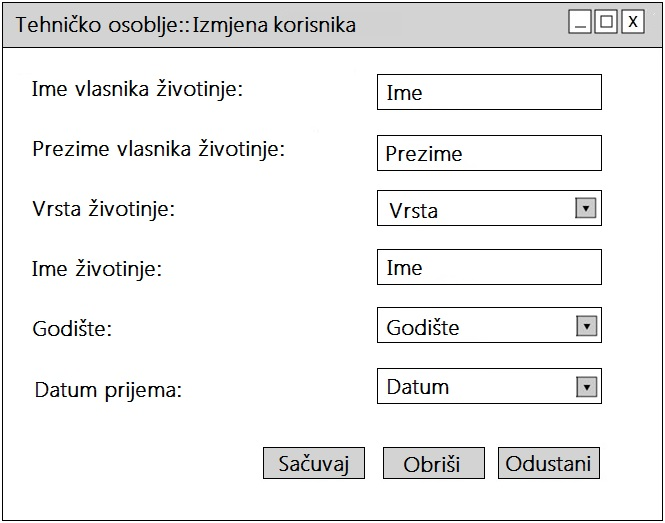 Tehničko osoblje::Izmjena korisnika
Ime vlasnika životinje: Ime
Prezime vlasnika životinje: Prezime
Vrsta životinje: Vrsta
Ime životinje: Ime
Godište: Godište
Datum prijema: Datum
Sačuvaj Obriši Odustani